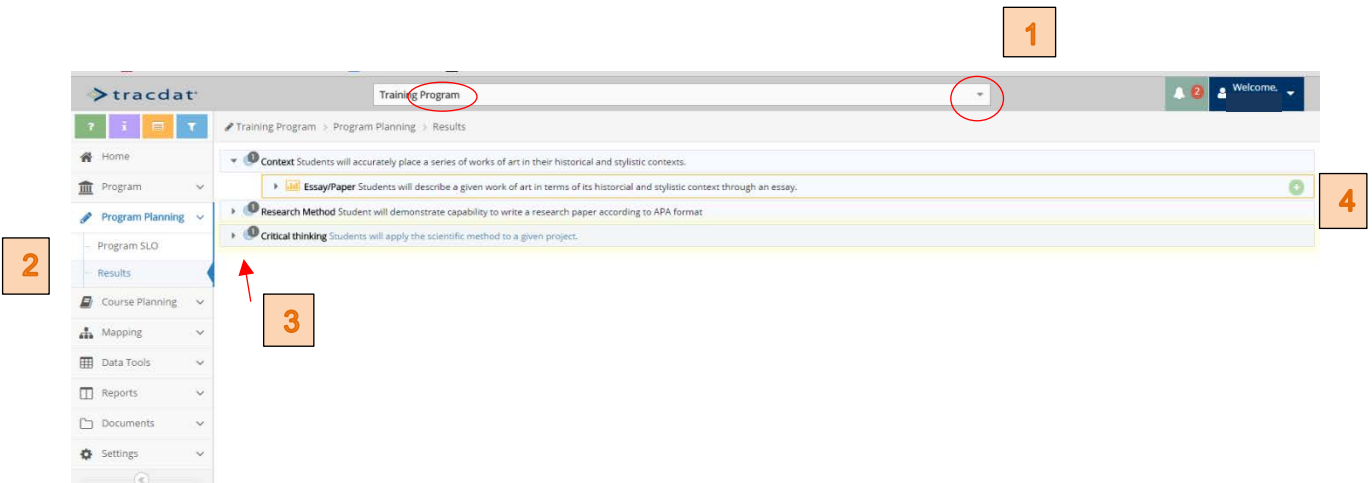 1
tracdat
Training Program
2
Welcome,
? i
Training Program > Program Planning > Results
Home
Program
Program Planning
Program SLO
Results
Course Planning
Mapping
Data Tools
Reports
Documents
Settings
1 Context Students will accurately place a series of works of art in their historical and stylistic contexts.
Essay/Paper Students will describe a given work of art in terms of its historcial and stylistic context through an essay.
1 Research Method Student will demonstrate capability to write a research paper according to APA format
1 Critical thinking Students will apply the scientific method to a given project.
4
2
3